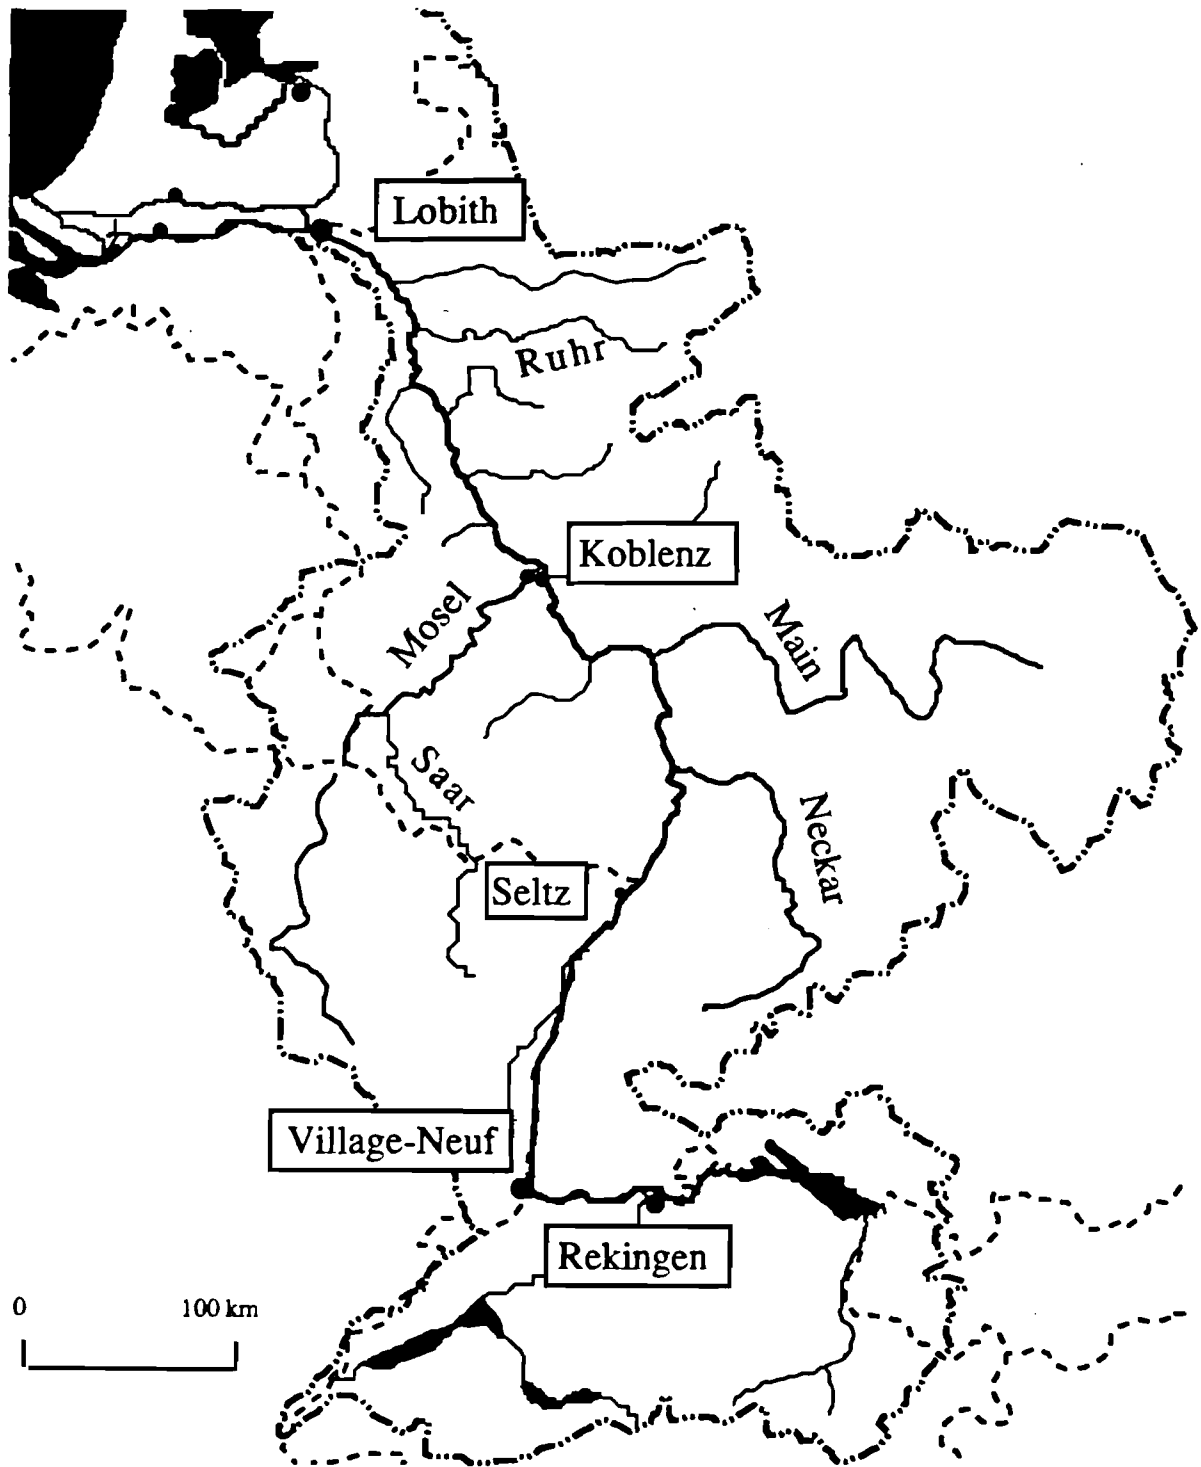 Lobith
Ruhr
Koblenz
Mosel
Main
Saar
Neckar
Seltz
Village-Neuf
Rekingen
0 100 km